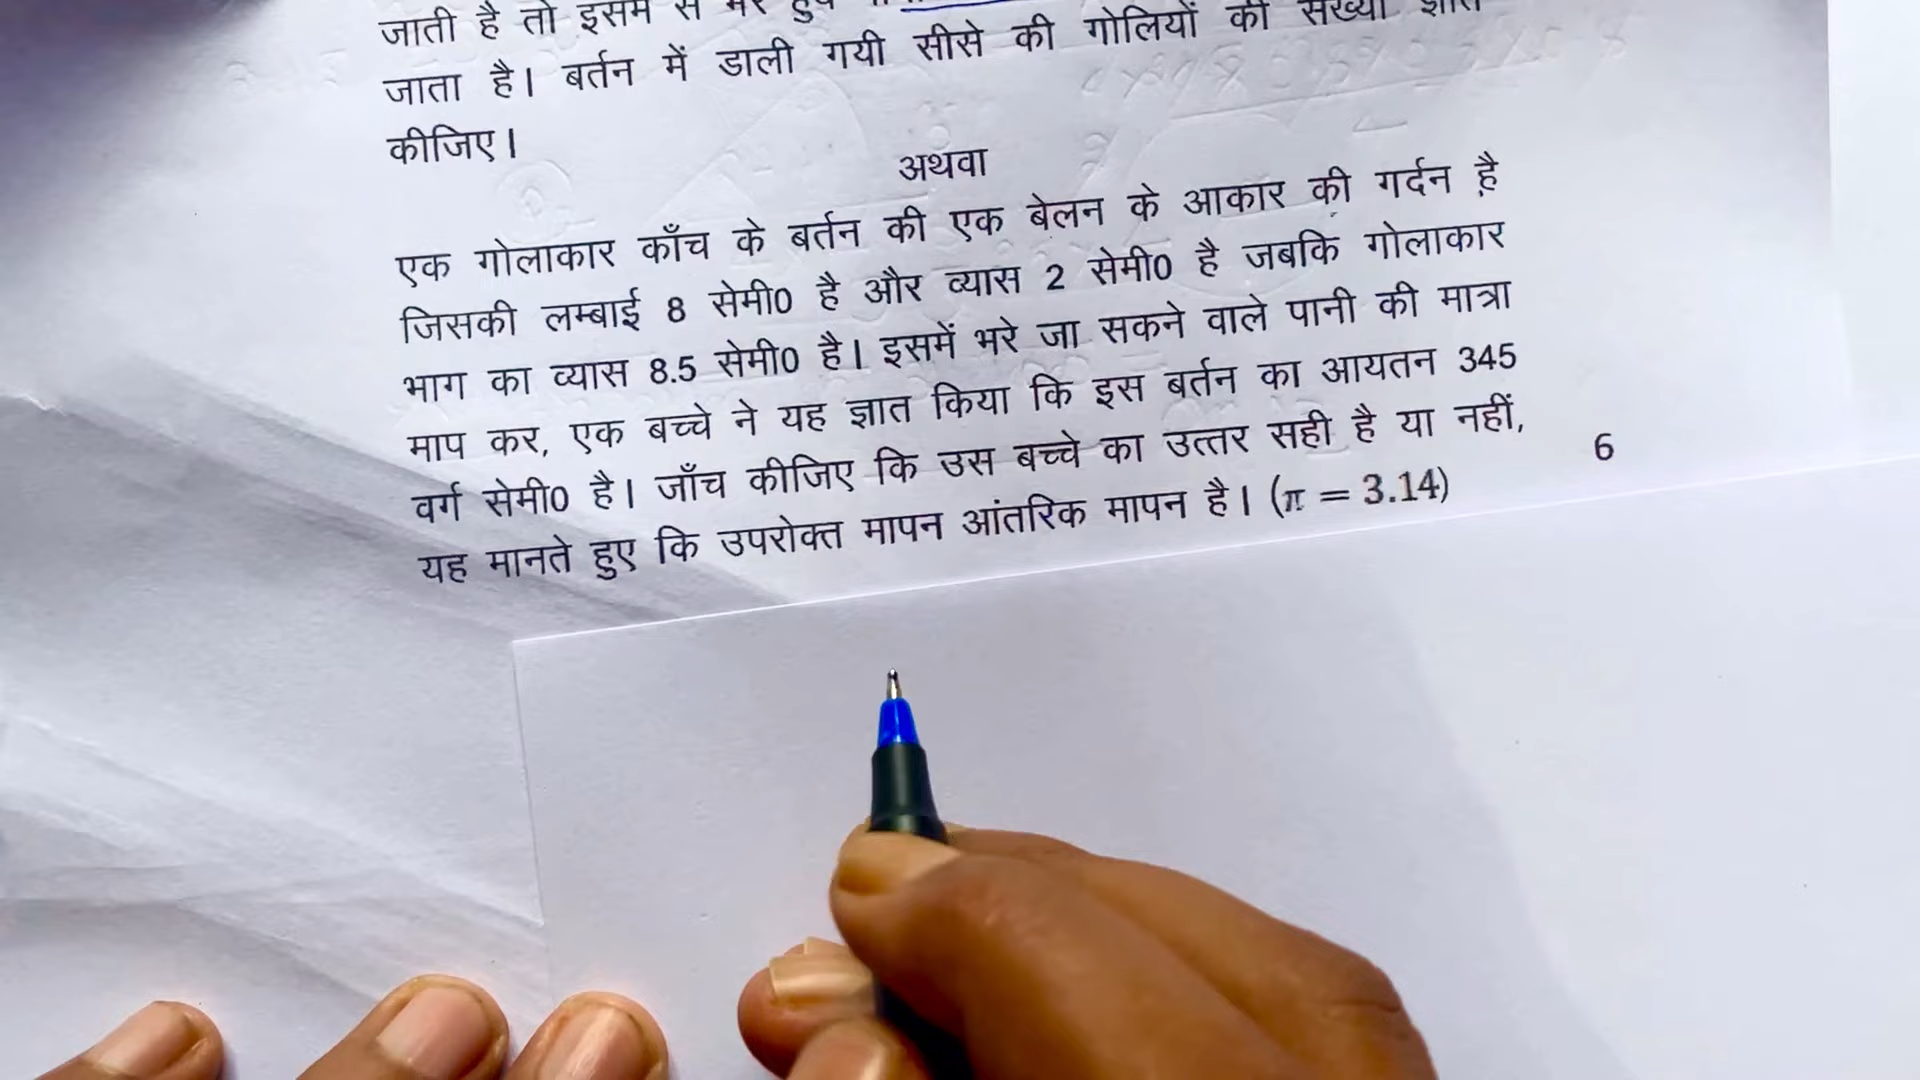 जाती है तो इसमें से भरे हुये
जाता है। बर्तन में डाली गयी सीसे की गोलियों की संख्या ज्ञात
कीजिए।
अथवा
एक गोलाकार काँच के बर्तन की एक बेलन के आकार की गर्दन है
जिसकी लम्बाई 8 सेमी0 है और व्यास 2 सेमी0 है जबकि गोलाकार
भाग का व्यास 8.5 सेमी0 है। इसमें भरे जा सकने वाले पानी की मात्रा
माप कर, एक बच्चे ने यह ज्ञात किया कि इस बर्तन का आयतन 345
वर्ग सेमी0 है। जाँच कीजिए कि उस बच्चे का उत्तर सही है या नहीं,
यह मानते हुए कि उपरोक्त मापन आंतरिक मापन है। (π = 3.14)
6